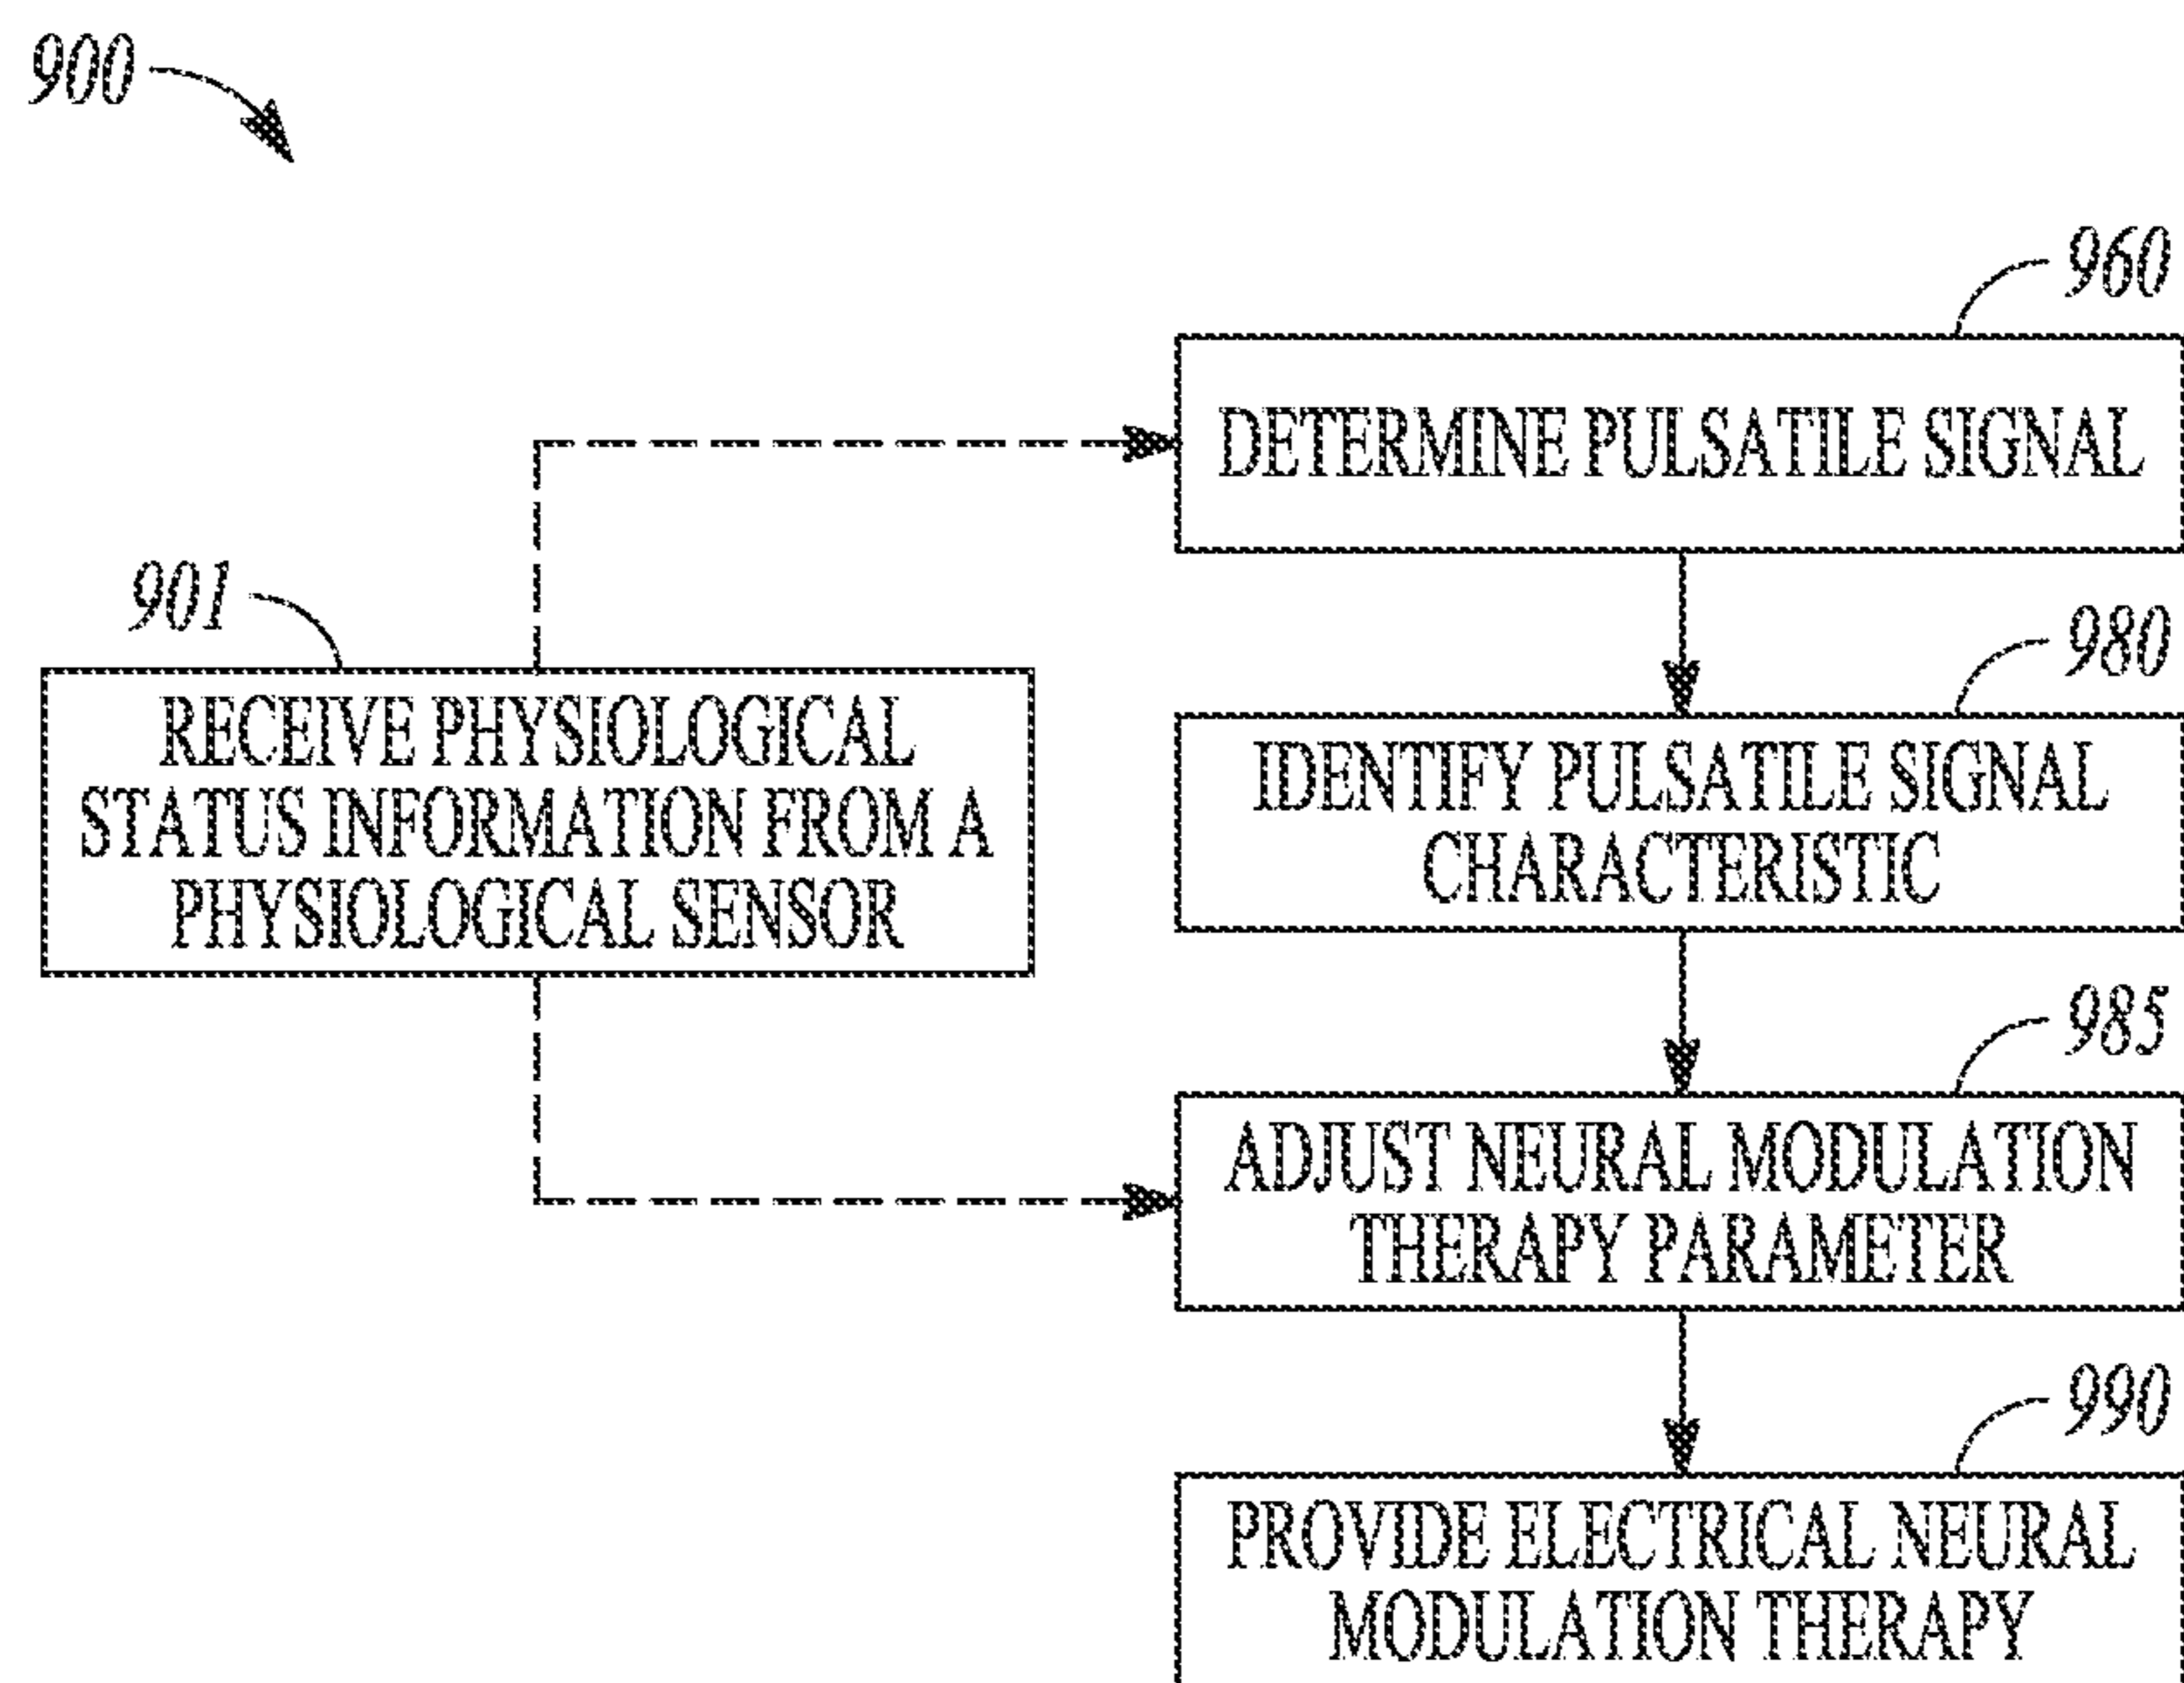 900
960
DETERMINE PULSATILE SIGNAL
901
RECEIVE PHYSIOLOGICAL
STATUS INFORMATION FROM A
PHYSIOLOGICAL SENSOR
980
IDENTIFY PULSATILE SIGNAL
CHARACTERISTIC
985
ADJUST NEURAL MODULATION
THERAPY PARAMETER
990
PROVIDE ELECTRICAL NEURAL
MODULATION THERAPY